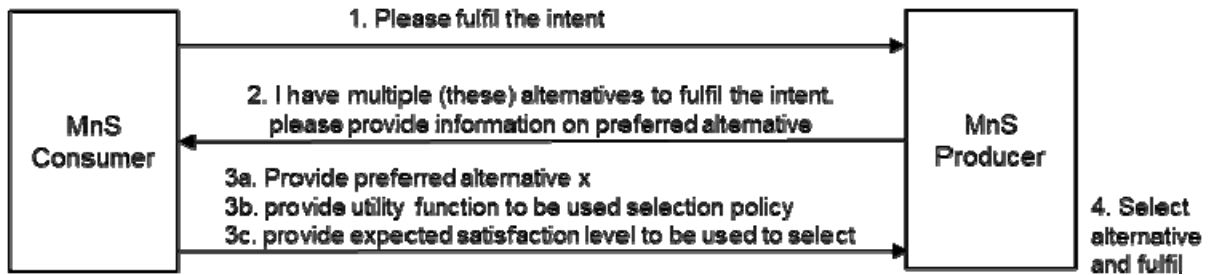 1. Please fulfil the intent
2. I have multiple (these) alternatives to fulfil the intent.
please provide information on preferred alternative
MnS
Consumer
MnS
Producer
3a. Provide preferred alternative x
3b. provide utility function to be used selection policy
3c. provide expected satisfaction level to be used to select
4. Select
alternative
and fulfil